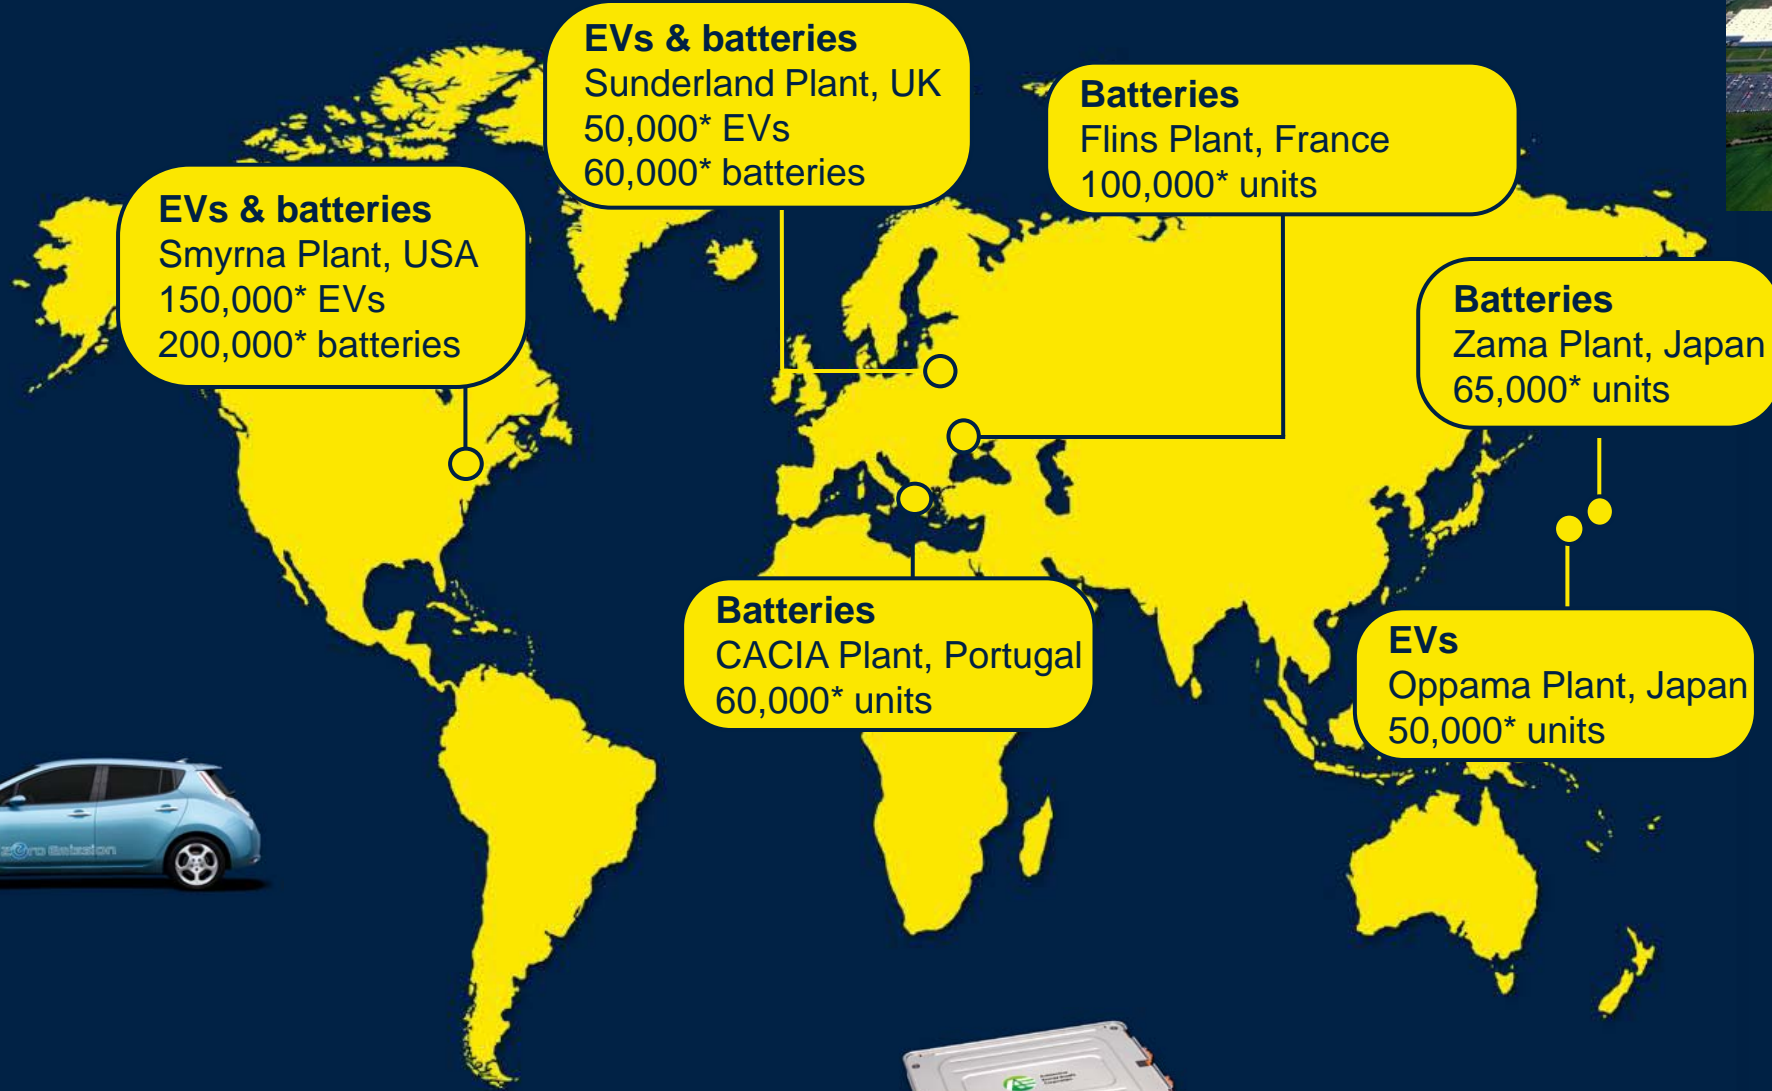 EVs & batteries
Sunderland Plant, UK
50,000* EVs
60,000* batteries
Batteries
Flins Plant, France
100,000* units
EVs & batteries
Smyrna Plant, USA
150,000* EVs
200,000* batteries
Batteries
Zama Plant, Japan
65,000* units
Batteries
CACIA Plant, Portugal
60,000* units
EVs
Oppama Plant, Japan
50,000* units
zero Emission